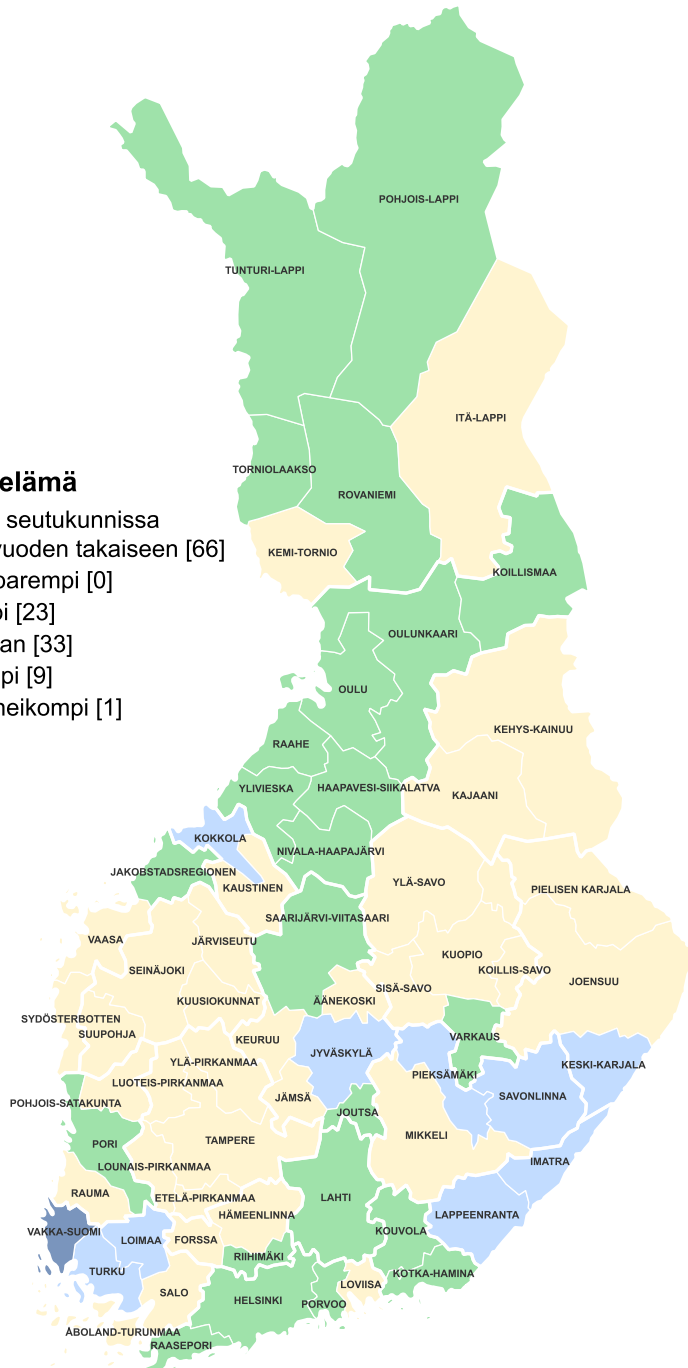 POHJOIS-LAPPI
TUNTURI-LAPPI
ITÄ-LAPPI
TORNIOLAAKSO
elämä
ROVANIEMI
seutukunnissa
vuoden takaiseen [66]
KEMI-TORNIO
parempi [0]
KOILLISMAA
pi [23]
OULUNKAARI
an [33]
pi [9]
OULU
heikompi [1]
KEHYS-KAINUU
RAAHE
YLIVIESKA
HAAPAVESI-SIIKALATVA
KAJAANI
KOKKOLA
NIVALA-HAAPAJÄRVI
JAKOBSTADSREGIONEN
KAUSTINEN
YLÄ-SAVO
PIELISEN KARJALA
SAARIJÄRVI-VIITASAARI
VAASA
JÄRVISEUTU
KUOPIO
SEINÄJOKI
KOILLIS-SAVO
JOENSUU
SISÄ-SAVO
KUUSIOKUNNAT
ÄÄNEKOSKI
SYDÖSTERBOTTEN
SUUPOHJA
KEURUU
VARKAUS
JYVÄSKYLÄ
YLÄ-PIRKANMAA
KESKI-KARJALA
PIEKSÄMÄKI
LUOTEIS-PIRKANMAA
JÄMSÄ
SAVONLINNA
POHJOIS-SATAKUNTA
JOUTSA
MIKKELI
TAMPERE
PORI
IMATRA
LOUNAIS-PIRKANMAA
RAUMA
ETELÄ-PIRKANMAA
LAHTI
HÄMEENLINNA
LAPPEENRANTA
VAKKA-SUOMI
KOUVOLA
LOIMAA
FORSSA
RIIHIMÄKI
TURKU
KOTKA-HAMINA
LOVIISA
SALO
HELSINKI
PORVOO
ÅBOLAND-TURUNMAA
RAASEPORI